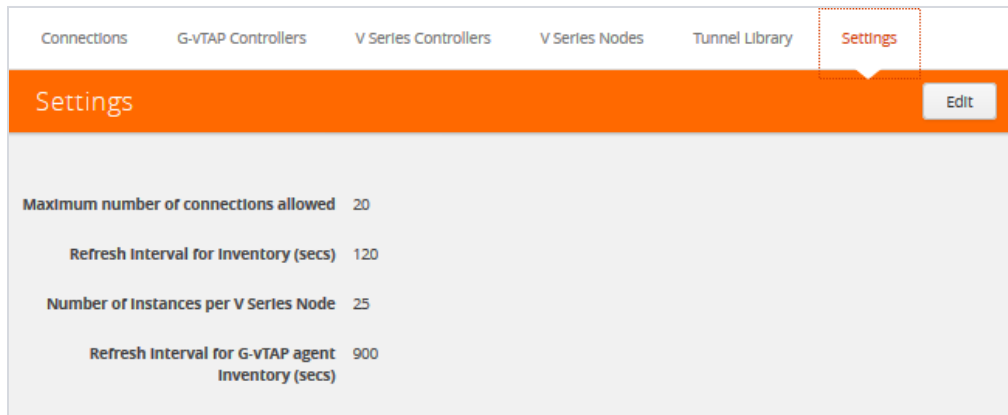 Connections G-vTAP Controllers V Series Controllers V Series Nodes Tunnel Library Settings
Settings Edit
Maximum number of connections allowed 20
Refresh Interval for Inventory (secs) 120
Number of Instances per V Series Node 25
Refresh Interval for G-vTAP agent 900
Inventory (secs)